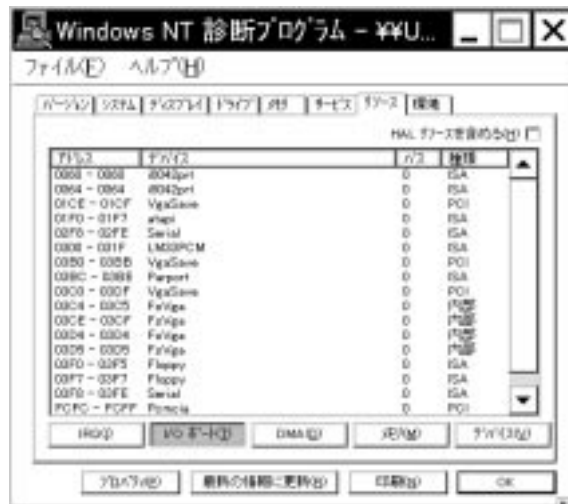 Windows NT 診断ﾌﾟﾛｸﾞﾗﾑ - ¥¥U...
ファイル(F) ヘルプ(H)
ﾊﾞｰｼﾞｮﾝ ｼｽﾃﾑ ﾃﾞｨｽﾌﾟﾚｲ ﾄﾞﾗｲﾌﾞ ﾒﾓﾘ ｻｰﾋﾞｽ ﾘｿｰｽ 環境
HAL ﾘｿｰｽを含める(H)
ｱﾄﾞﾚｽ ﾃﾞﾊﾞｲｽ ﾊﾞｽ 種類
0060 - 0060 i8042prt 0 ISA
0064 - 0064 i8042prt 0 ISA
01CE - 01CF VgaSave 0 PCI
01F0 - 01F7 atapi 0 ISA
02F8 - 02FE Serial 0 ISA
LM33PCM 0 ISA
03B0 - 03BB VgaSave 0 PCI
Parport 0 ISA
03C0 - 03DF VgaSave 0 PCI
03C4 - 03C5 0 内部
03CE - 03CF 0 内部
03D4 - 03D4 0 内部
03D5 - 03D5 0 内部
03F0 - 03F5 Floppy 0 ISA
03F7 - 03F7 Floppy 0 ISA
03F8 - 03FE Serial 0 ISA
FCFC - FCFF Pcmcia 0 PCI
IRQ(I) I/O ﾎﾟｰﾄ(T) DMA(D) ﾒﾓﾘ(M) ﾃﾞﾊﾞｲｽ(V)
ﾌﾟﾛﾊﾟﾃｨ(P) 最新の情報に更新(R) 印刷(N) OK